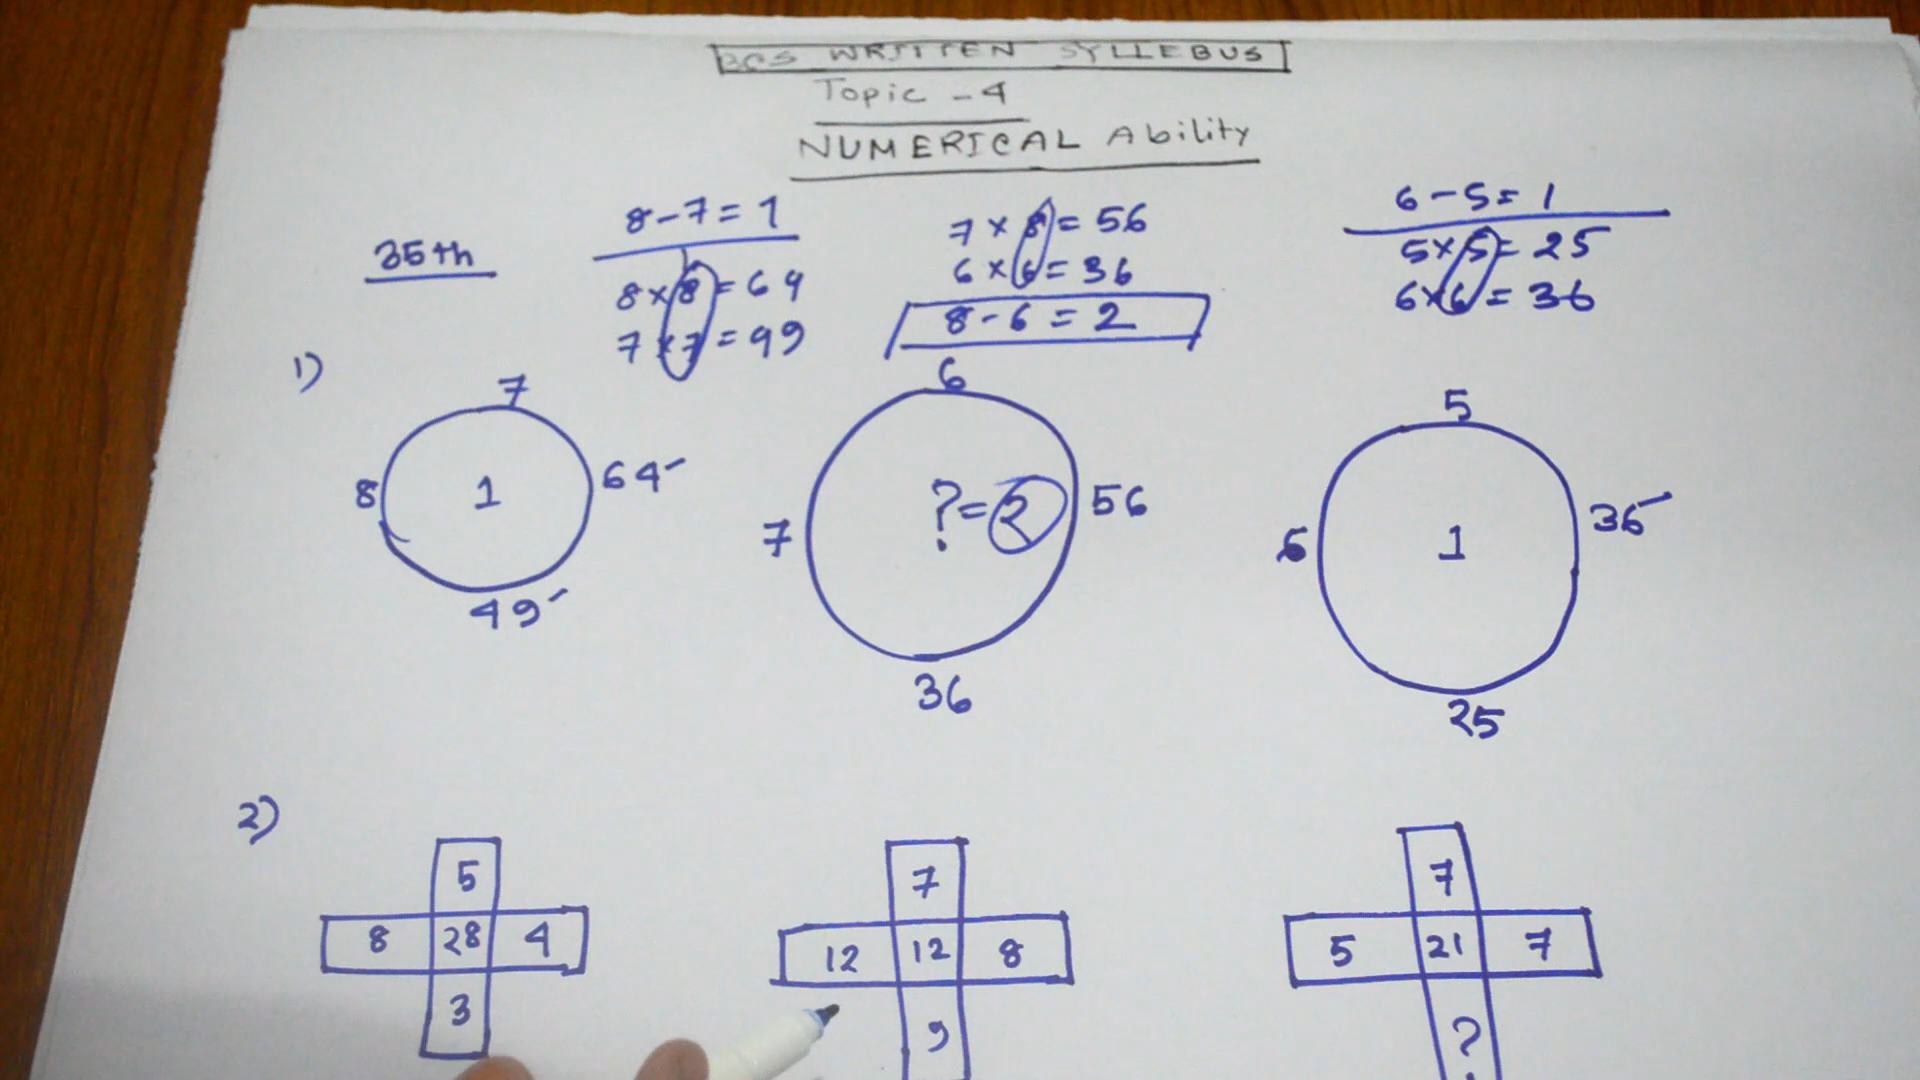 BCS WRITTEN SYLLEBUS
Topic - 4
NUMERICAL Ability
35th
8-7=1
8×8=64
7×7=49
7×8=56
6×6=36
8-6=2
6-5=1
5×5=25
6×6=36
1)
7
8 1 64
49
6
7 ?=2 56
36
5
6 1 36
25
2)
5
8 28 4
3
7
12 12 8
9
7
5 21 7
?